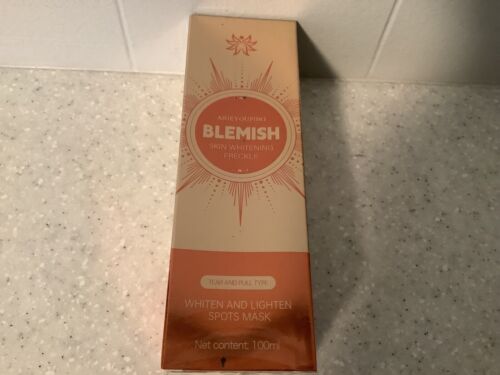 BLEMISH
SKIN WHITENING
FRECKLE
TEAR AND PULL TYPE
WHITEN AND LIGHTEN
SPOTS MASK
Net content: 100ml